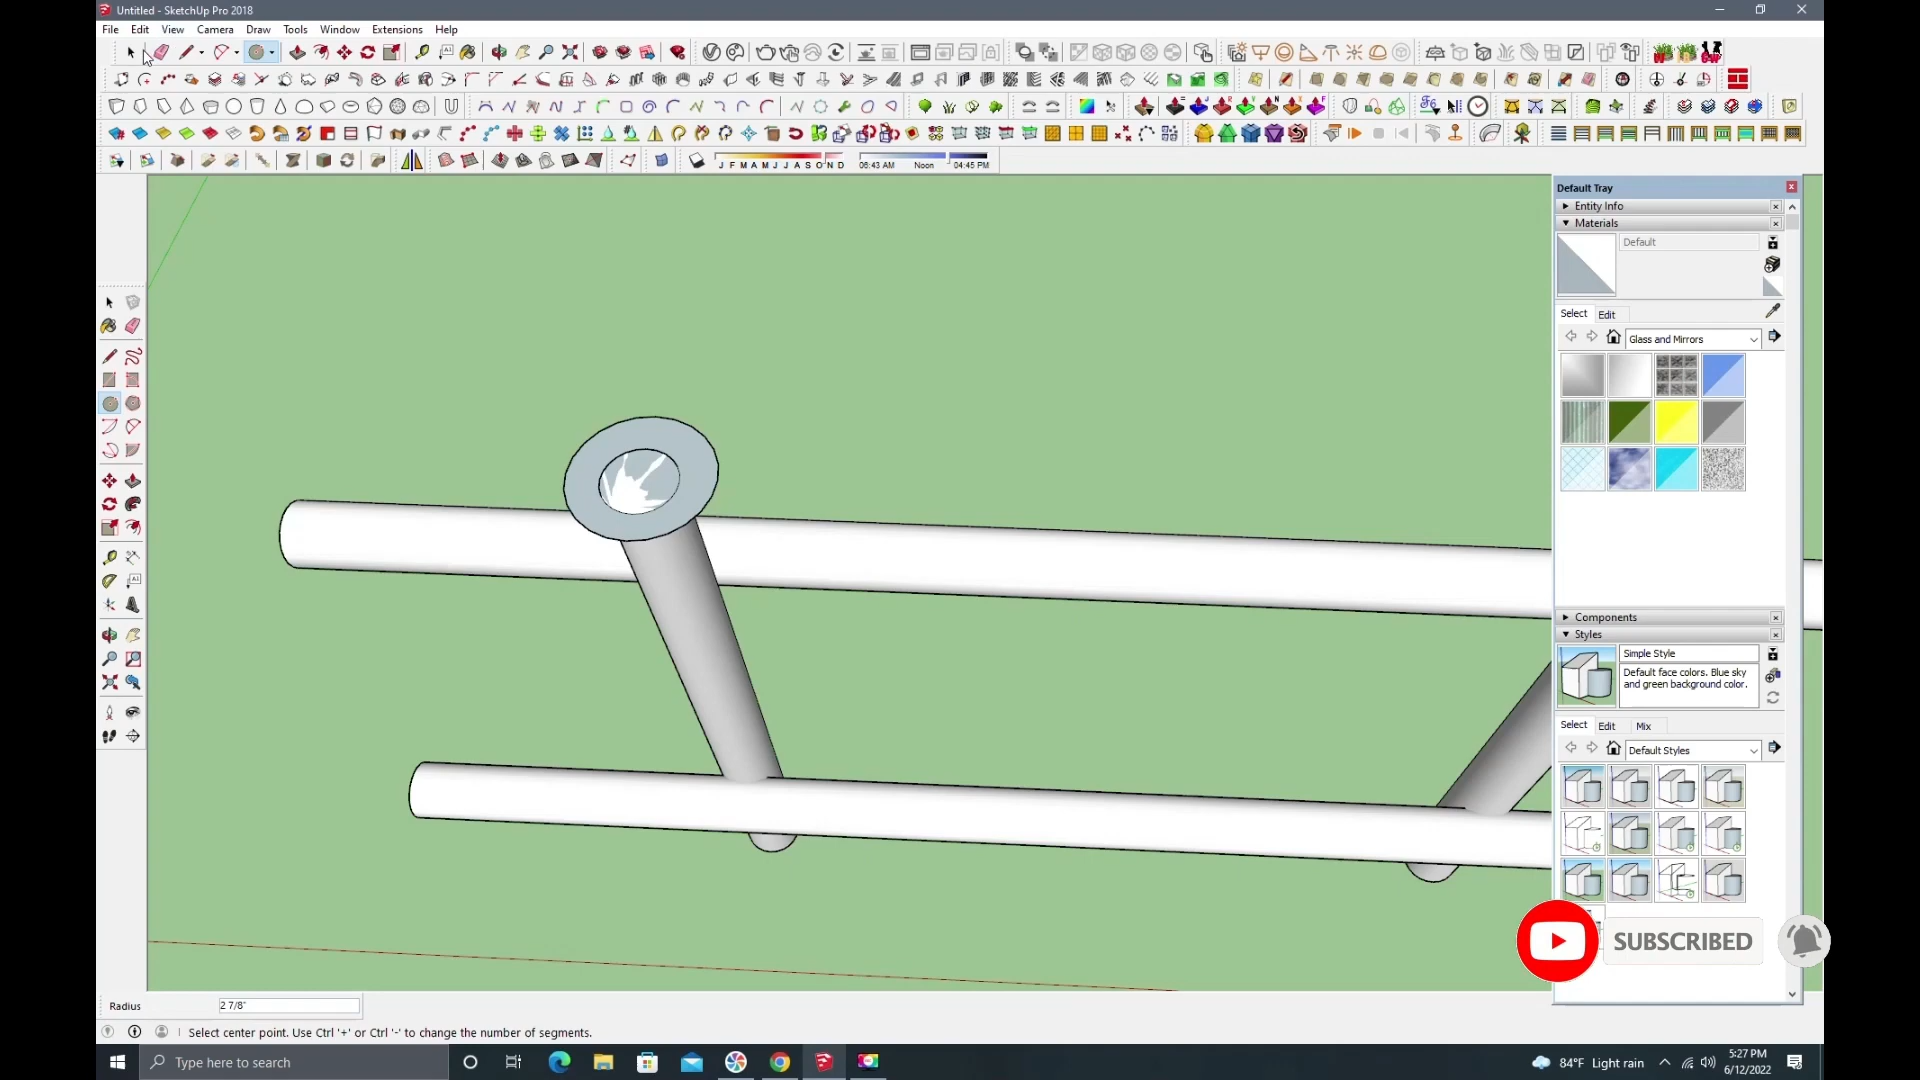 Untitled - SketchUp Pro 2018
File Edit View Camera Draw Tools Window Extensions Help
J F M A M J J A S O N D 06:43 AM Noon 04:45 PM
Default Tray
Entity Info
Materials
Default
Select Edit
Glass and Mirrors
Components
Styles
Simple Style
Default face colors. Blue sky
and green background color.
Select Edit Mix
Default Styles
SUBSCRIBED
Radius 2 7/8"
Select center point. Use Ctrl '+' or Ctrl '-' to change the number of segments.
Type here to search
84°F Light rain
5:27 PM
6/12/2022